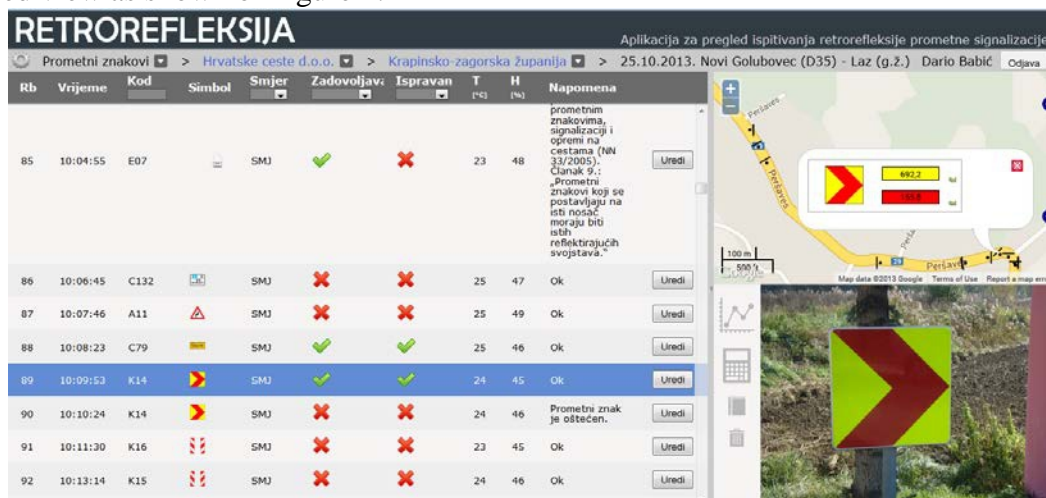 RETROREFLEKSIJA
Aplikacija za pregled ispitivanja retrorefleksije prometne signalizacije
Prometni znakovi > Hrvatske ceste d.o.o. > Krapinsko-zagorska županija > 25.10.2013. Novi Golubovec (D35) - Laz (g.ž.) Dario Babić Odjava
Rb Vrijeme Kod Simbol Smjer Zadovoljava Ispravan T [°C] H [%] Napomena
prometnim
znakovima,
signalizaciji i
opremi na
cestama (NN
33/2005).
Članak 9.:
„Prometni
znakovi koji se
postavljaju na
isti nosač
moraju biti
istih
reflektirajućih
svojstava."
85 10:04:55 E07 SMJ 23 48 Uredi
86 10:06:45 C132 SMJ 25 47 Ok Uredi
87 10:07:46 A11 SMJ 25 49 Ok Uredi
88 10:08:23 C79 SMJ 25 46 Ok Uredi
89 10:09:53 K14 SMJ 24 45 Ok Uredi
90 10:10:24 K14 SMJ 24 46 Prometni znak
je oštećen. Uredi
91 10:11:30 K16 SMJ 23 45 Ok Uredi
92 10:13:14 K15 SMJ 24 46 Ok Uredi
+
−
Peršaves
692,2
Peršaves
29
Peršaves
100 m
500 ft
Google
Map data ©2013 Google Terms of Use Report a map